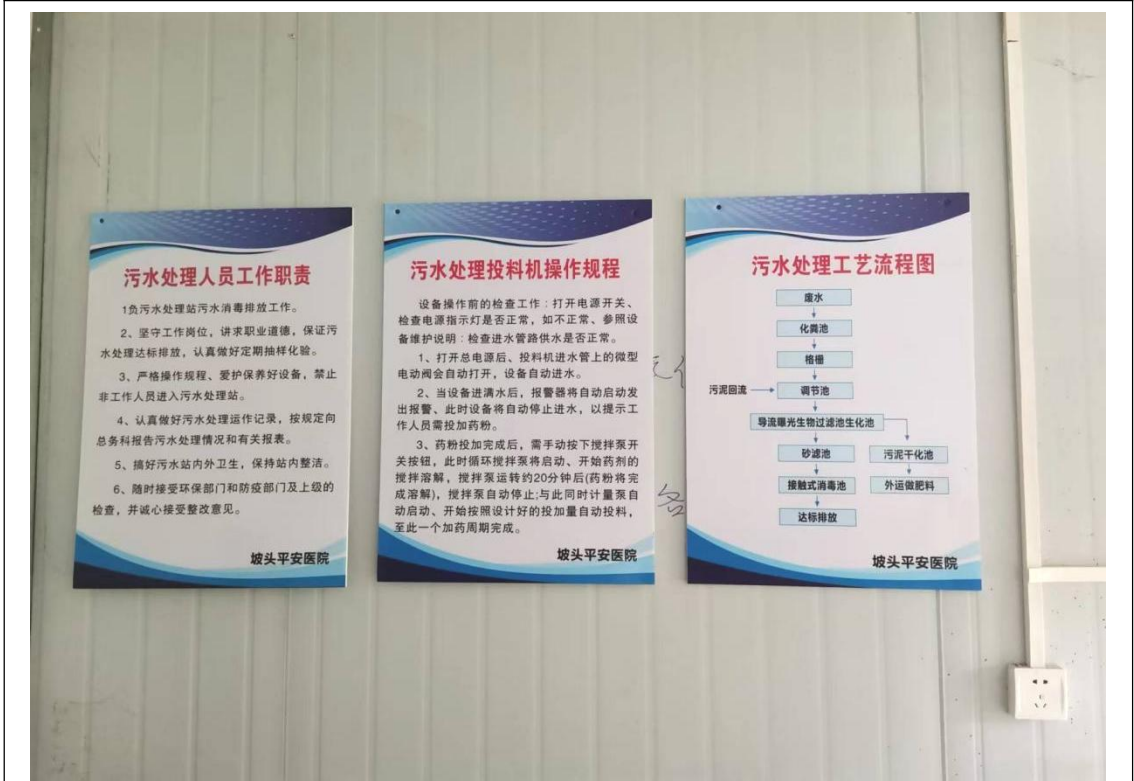 污水处理人员工作职责
1负污水处理站污水消毒排放工作。
2、坚守工作岗位，讲求职业道德，保证污
水处理达标排放，认真做好定期抽样化验。
3、严格操作规程、爱护保养好设备，禁止
非工作人员进入污水处理站。
4、认真做好污水处理运作记录，按规定向
总务科报告污水处理情况和有关报表。
5、搞好污水站内外卫生，保持站内整洁。
6、随时接受环保部门和防疫部门及上级的
检查，并诚心接受整改意见。
坡头平安医院
污水处理投料机操作规程
设备操作前的检查工作：打开电源开关、
检查电源指示灯是否正常，如不正常、参照设
备维护说明：检查进水管路供水是否正常。
1、打开总电源后、投料机进水管上的微型
电动阀会自动打开，设备自动进水。
2、当设备进满水后，报警器将自动启动发
出报警、此时设备将自动停止进水，以提示工
作人员需投加药粉。
3、药粉投加完成后，需手动按下搅拌泵开
关按钮，此时循环搅拌泵将启动、开始药剂的
搅拌溶解，搅拌泵运转约20分钟后(药粉将完
成溶解)，搅拌泵自动停止;与此同时计量泵自
动启动、开始按照设计好的投加量自动投料，
至此一个加药周期完成。
坡头平安医院
污水处理工艺流程图
废水
化粪池
格栅
污泥回流
调节池
导流曝光生物过滤池生化池
砂滤池
污泥干化池
接触式消毒池
外运做肥料
达标排放
坡头平安医院